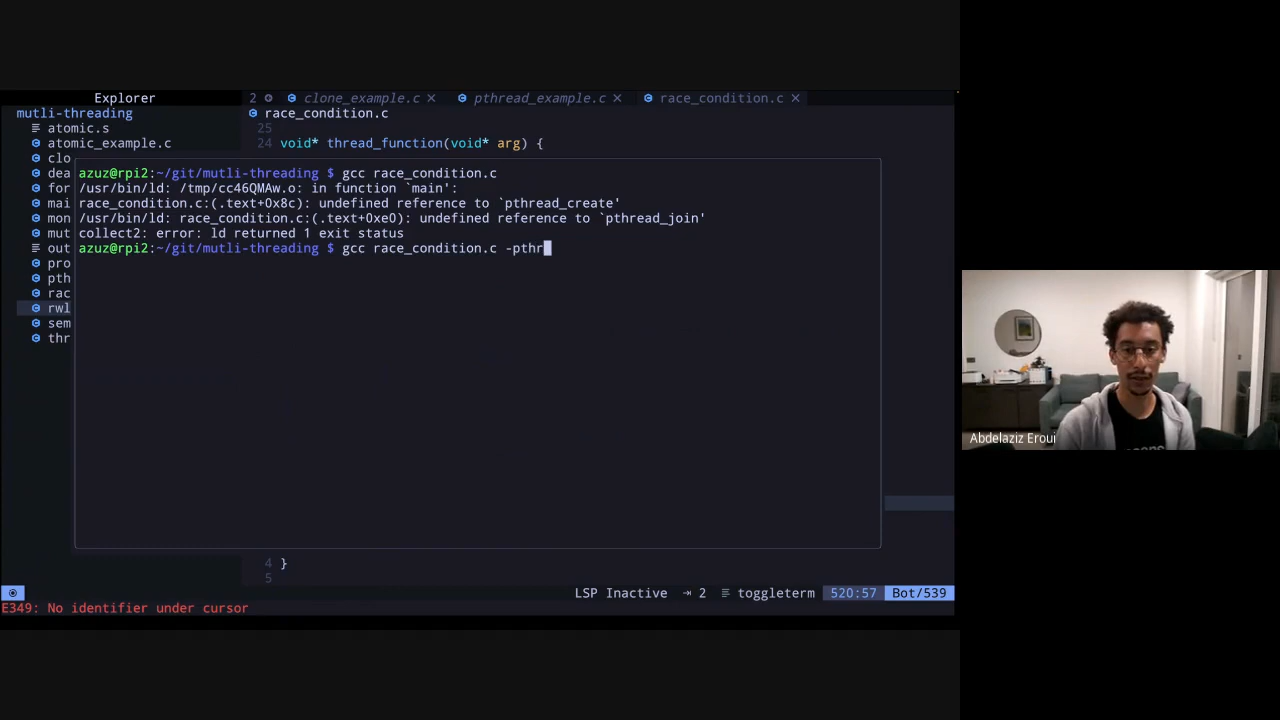 Explorer
2 clone_example.c ✕ pthread_example.c ✕ race_condition.c ✕
mutli-threading
race_condition.c
atomic.s
25
atomic_example.c
24 void* thread_function(void* arg) {
clo
dea
for
mai
mon
mut
out
pro
pth
rac
rwl
sem
thr
azuz@rpi2:~/git/mutli-threading $ gcc race_condition.c
/usr/bin/ld: /tmp/cc46QMAw.o: in function `main':
race_condition.c:(.text+0x8c): undefined reference to `pthread_create'
/usr/bin/ld: race_condition.c:(.text+0xe0): undefined reference to `pthread_join'
collect2: error: ld returned 1 exit status
azuz@rpi2:~/git/mutli-threading $ gcc race_condition.c -pthr
4 }
5
LSP Inactive ⇥ 2 toggleterm 520:57 Bot/539
E349: No identifier under cursor
Abdelaziz Eroui